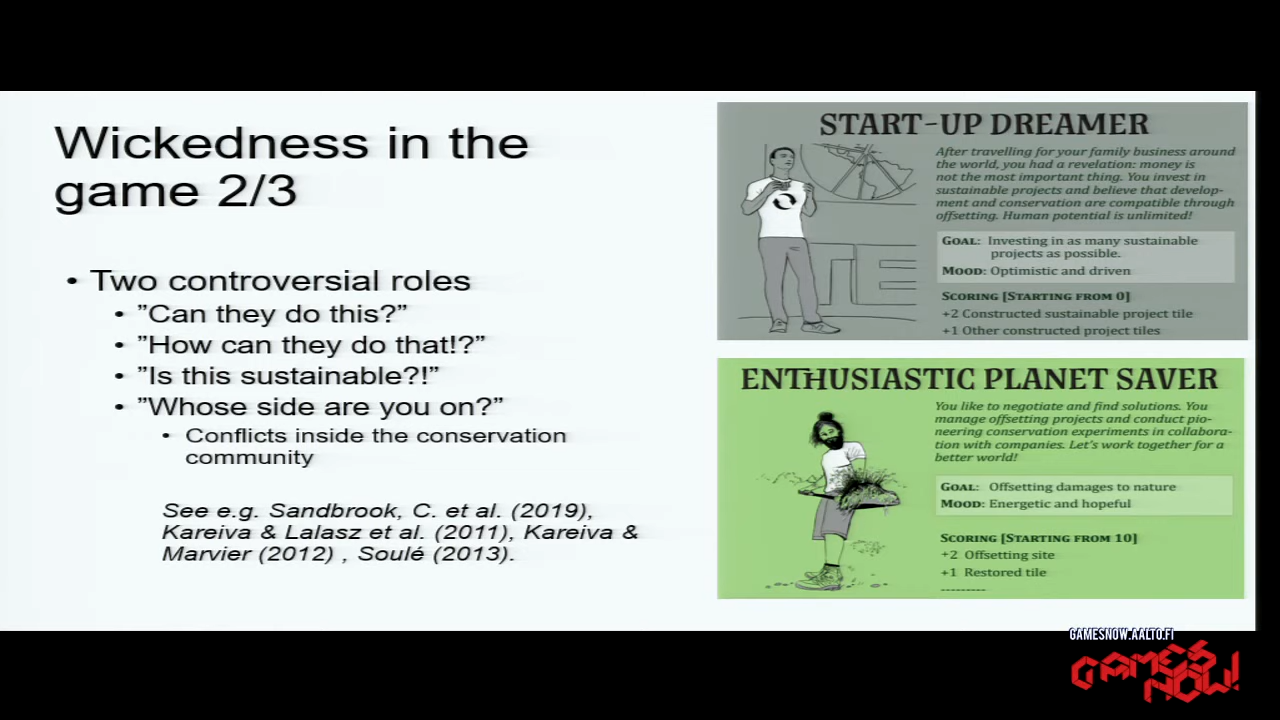 Wickedness in the
game 2/3
• Two controversial roles
• ”Can they do this?”
• ”How can they do that!?”
• ”Is this sustainable?!”
• ”Whose side are you on?”
• Conflicts inside the conservation
community
See e.g. Sandbrook, C. et al. (2019),
Kareiva & Lalasz et al. (2011), Kareiva &
Marvier (2012) , Soulé (2013).
START-UP DREAMER
After travelling for your family business around
the world, you had a revelation: money is
not the most important thing. You invest in
sustainable projects and believe that develop-
ment and conservation are compatible through
offsetting. Human potential is unlimited!
GOAL: Investing in as many sustainable
projects as possible.
MOOD: Optimistic and driven
SCORING [STARTING FROM 0]
+2 Constructed sustainable project tile
+1 Other constructed project tiles
TE
ENTHUSIASTIC PLANET SAVER
You like to negotiate and find solutions. You
manage offsetting projects and conduct pio-
neering conservation experiments in collabora-
tion with companies. Let's work together for a
better world!
GOAL: Offsetting damages to nature
MOOD: Energetic and hopeful
SCORING [STARTING FROM 10]
+2 Offsetting site
+1 Restored tile
---------
GAMESNOW.AALTO.FI
GAMES
NOW!